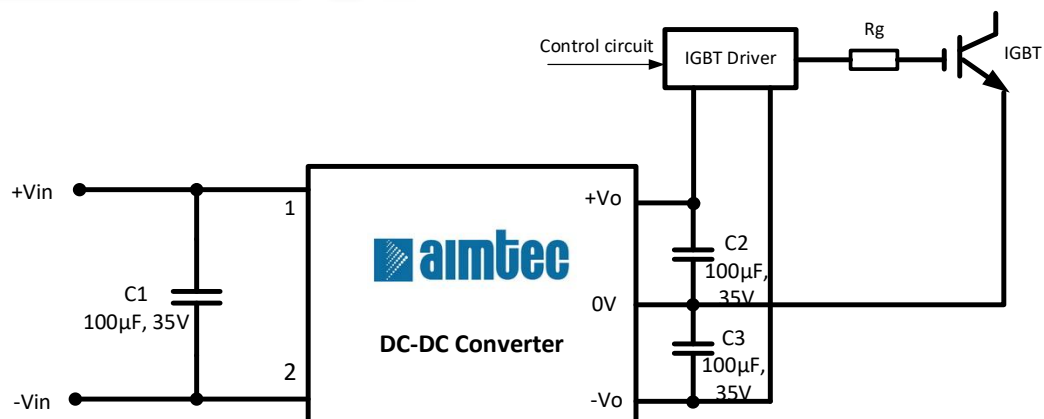 Control circuit
IGBT Driver
Rg
IGBT
+Vin
1
C1
100µF, 35V
2
-Vin
aimtec
DC-DC Converter
+Vo
C2
100µF,
35V
0V
C3
100µF,
35V
-Vo